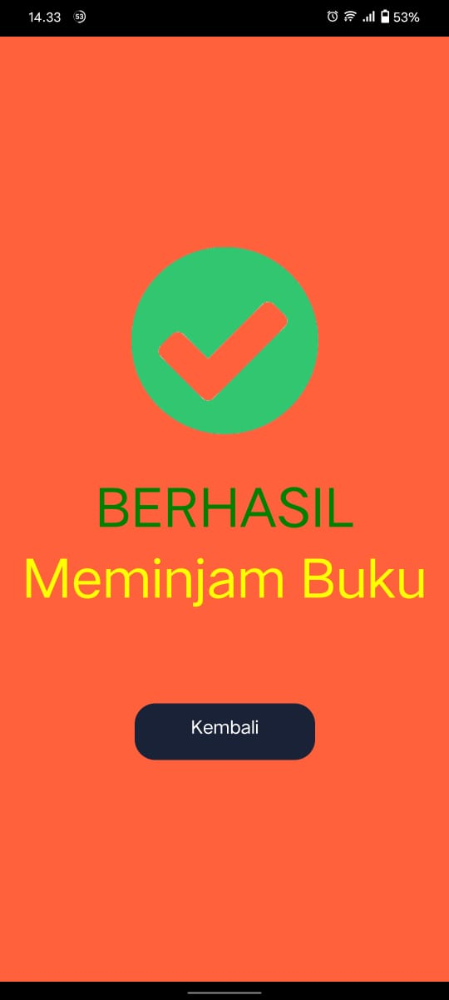 14.33 53 53%
BERHASIL
Meminjam Buku
Kembali